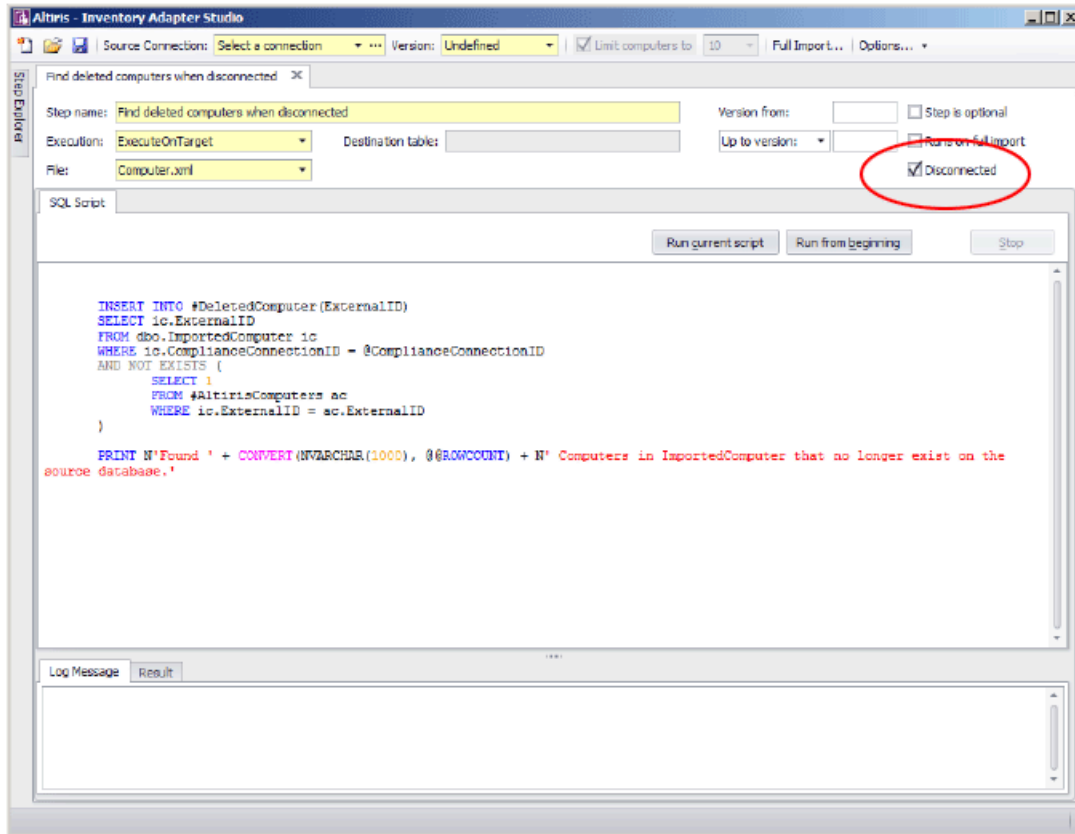 Altiris - Inventory Adapter Studio
Source Connection: Select a connection Version: Undefined Limit computers to 10 Full Import... Options...
Step Explorer
Find deleted computers when disconnected
Step name: Find deleted computers when disconnected Version from: Step is optional
Execution: ExecuteOnTarget Destination table: Up to version: Runs on full import
File: Computer.xml Disconnected
SQL Script
Run current script Run from beginning Stop
INSERT INTO #DeletedComputer(ExternalID)
SELECT ic.ExternalID
FROM dbo.ImportedComputer ic
WHERE ic.ComplianceConnectionID = @ComplianceConnectionID
AND NOT EXISTS (
SELECT 1
FROM #AltirisComputers ac
WHERE ic.ExternalID = ac.ExternalID
)
PRINT N'Found ' + CONVERT(NVARCHAR(1000), @@ROWCOUNT) + N' Computers in ImportedComputer that no longer exist on the
source database.'
Log Message Result